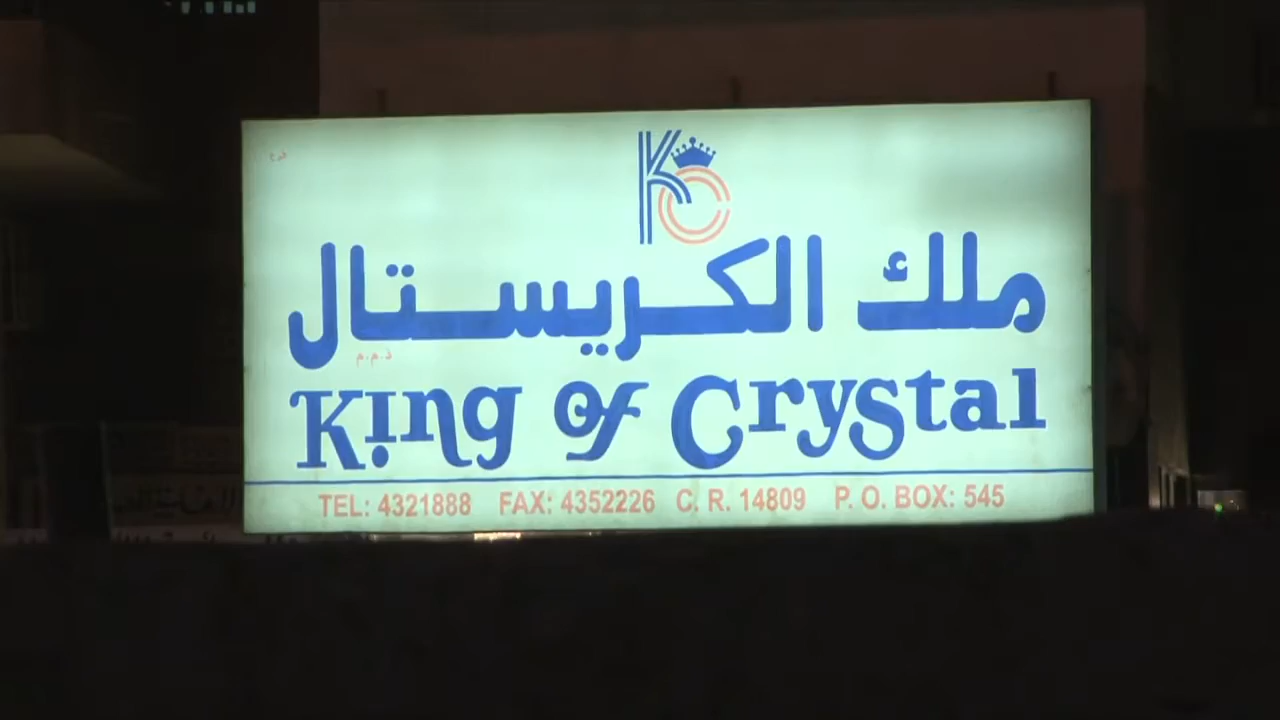 KC
ملك الكريستال
ذ.م.م
King of Crystal
TEL: 4321888 FAX: 4352226 C. R. 14809 P. O. BOX: 545